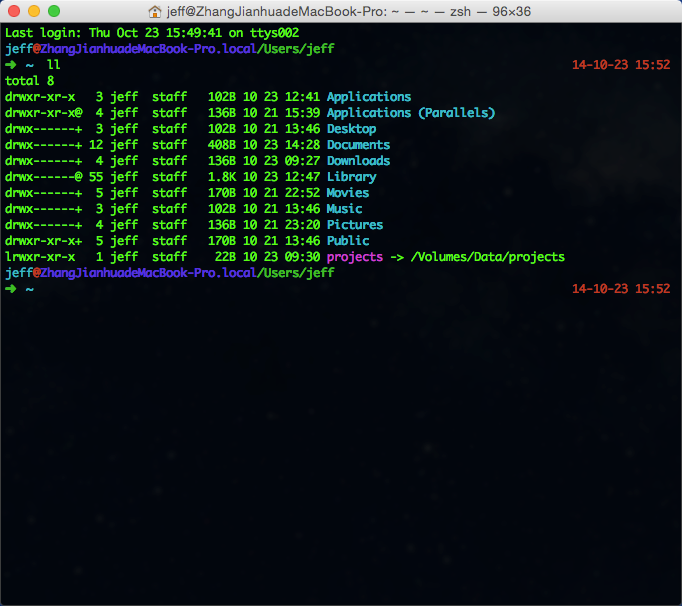 jeff@ZhangJianhuadeMacBook-Pro: ~ — ~ — zsh — 96×36
Last login: Thu Oct 23 15:49:41 on ttys002
jeff@ZhangJianhuadeMacBook-Pro.local/Users/jeff
➜ ~ ll 14-10-23 15:52
total 8
drwxr-xr-x 3 jeff staff 102B 10 23 12:41 Applications
drwxr-xr-x@ 4 jeff staff 136B 10 21 15:39 Applications (Parallels)
drwx------+ 3 jeff staff 102B 10 21 13:46 Desktop
drwx------+ 12 jeff staff 408B 10 23 14:28 Documents
drwx------+ 4 jeff staff 136B 10 23 09:27 Downloads
drwx------@ 55 jeff staff 1.8K 10 23 12:47 Library
drwx------+ 5 jeff staff 170B 10 21 22:52 Movies
drwx------+ 3 jeff staff 102B 10 21 13:46 Music
drwx------+ 4 jeff staff 136B 10 21 23:20 Pictures
drwxr-xr-x+ 5 jeff staff 170B 10 21 13:46 Public
lrwxr-xr-x 1 jeff staff 22B 10 23 09:30 projects -> /Volumes/Data/projects
jeff@ZhangJianhuadeMacBook-Pro.local/Users/jeff
➜ ~ 14-10-23 15:52